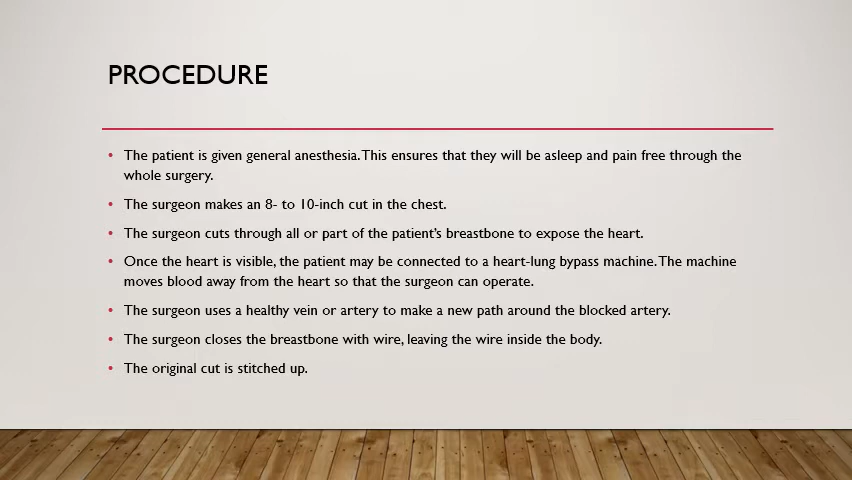 PROCEDURE
• The patient is given general anesthesia. This ensures that they will be asleep and pain free through the
whole surgery.
• The surgeon makes an 8- to 10-inch cut in the chest.
• The surgeon cuts through all or part of the patient's breastbone to expose the heart.
• Once the heart is visible, the patient may be connected to a heart-lung bypass machine. The machine
moves blood away from the heart so that the surgeon can operate.
• The surgeon uses a healthy vein or artery to make a new path around the blocked artery.
• The surgeon closes the breastbone with wire, leaving the wire inside the body.
• The original cut is stitched up.